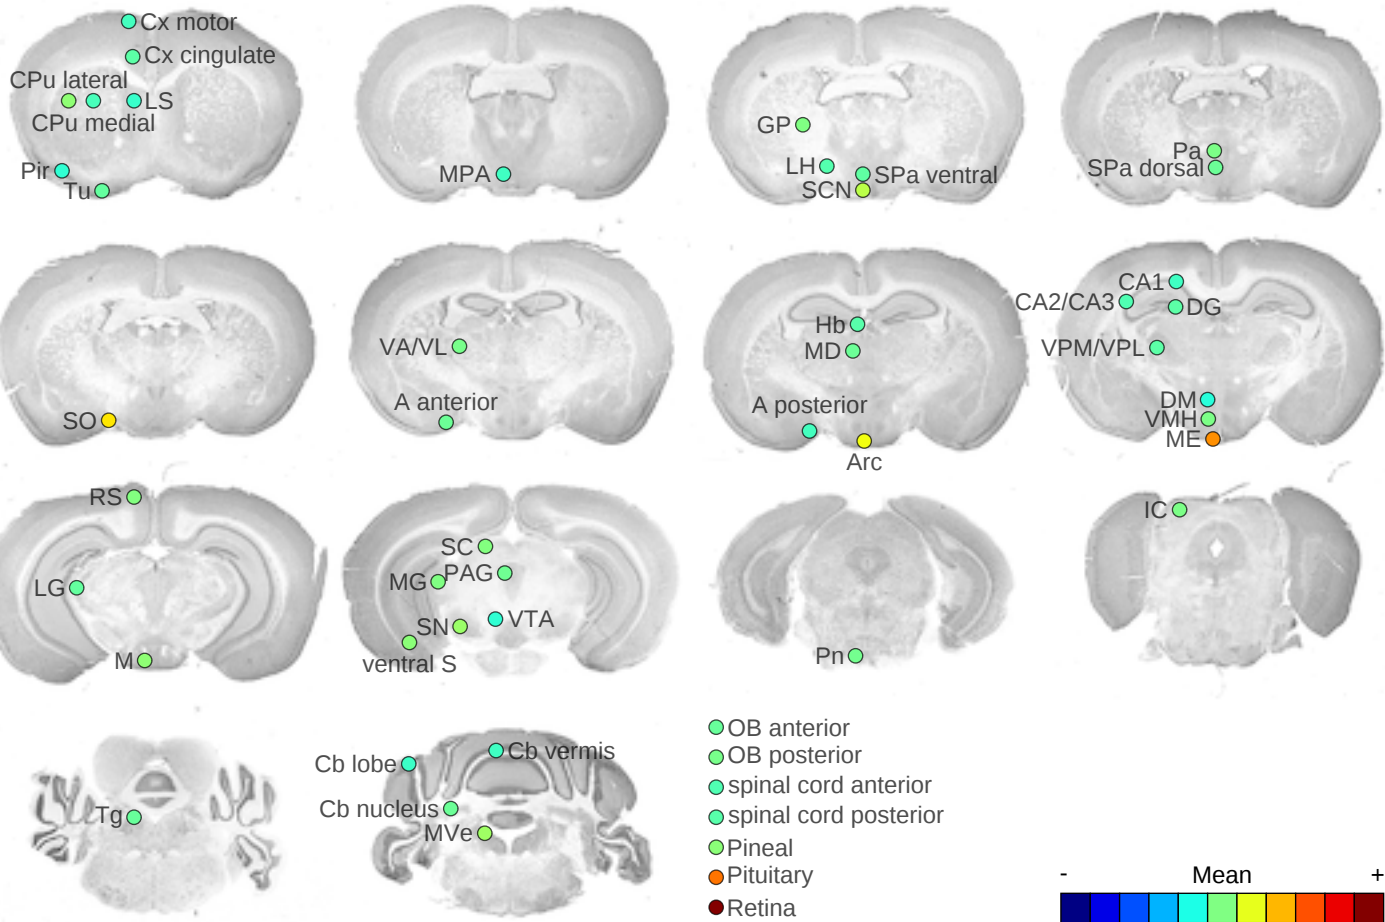 Cx motor
Cx cingulate
CPu lateral
LS
CPu medial
Pir
Tu
MPA
GP
LH
SPa ventral
SCN
Pa
SPa dorsal
SO
VA/VL
A anterior
Hb
MD
A posterior
Arc
CA1
CA2/CA3
DG
VPM/VPL
DM
VMH
ME
RS
LG
M
SC
MG
PAG
SN
VTA
ventral S
Pn
IC
Tg
Cb lobe
Cb vermis
Cb nucleus
MVe
OB anterior
OB posterior
spinal cord anterior
spinal cord posterior
Pineal
Pituitary
Retina
- Mean +